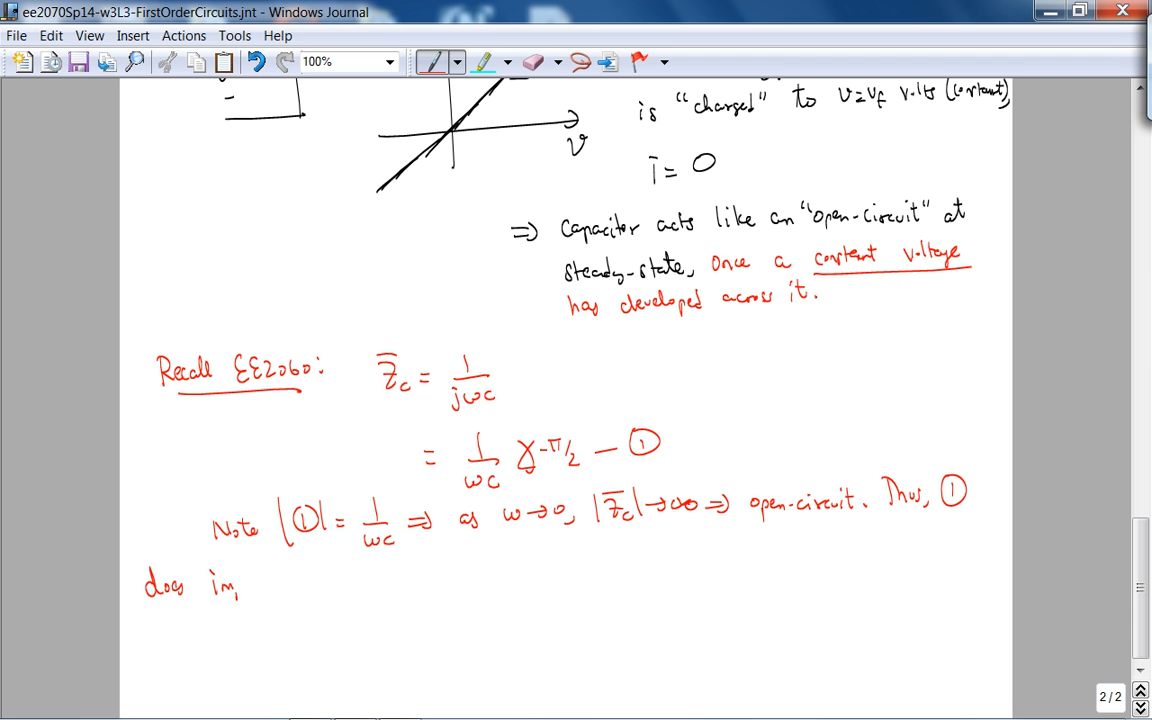 ee2070Sp14-w3L3-FirstOrderCircuits.jnt - Windows Journal
File Edit View Insert Actions Tools Help
100%
is "charged" to v=vf volts (constant),
v
i = 0
⇒ Capacitor acts like an "open-circuit" at
steady-state, once a constant voltage
has developed across it.
Recall EE2060: Z̄c = 1/jωc
= 1/ωc ∠-π/2 — ①
Note |①| = 1/ωc ⇒ as ω→0, |Z̄c|→∞ ⇒ open-circuit. Thus, ①
does im
2/2